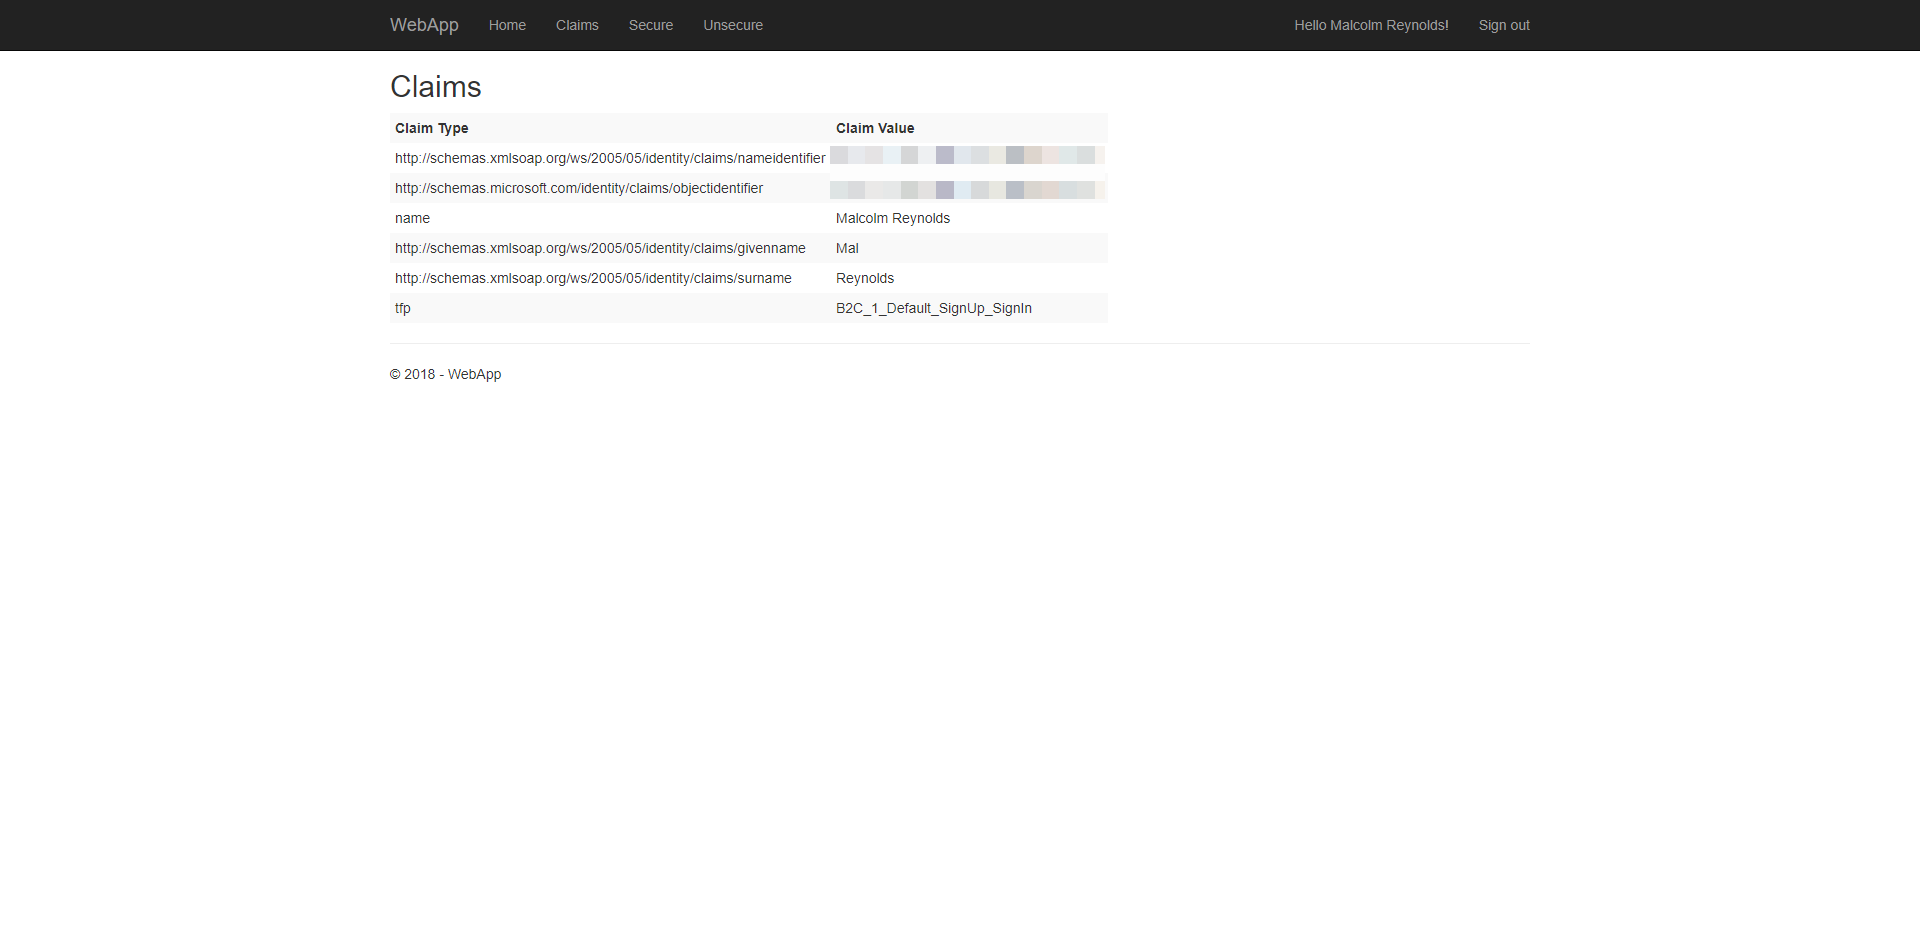 WebApp Home Claims Secure Unsecure Hello Malcolm Reynolds! Sign out
Claims
Claim Type Claim Value
http://schemas.xmlsoap.org/ws/2005/05/identity/claims/nameidentifier
http://schemas.microsoft.com/identity/claims/objectidentifier
name Malcolm Reynolds
http://schemas.xmlsoap.org/ws/2005/05/identity/claims/givenname Mal
http://schemas.xmlsoap.org/ws/2005/05/identity/claims/surname Reynolds
tfp B2C_1_Default_SignUp_SignIn
© 2018 - WebApp